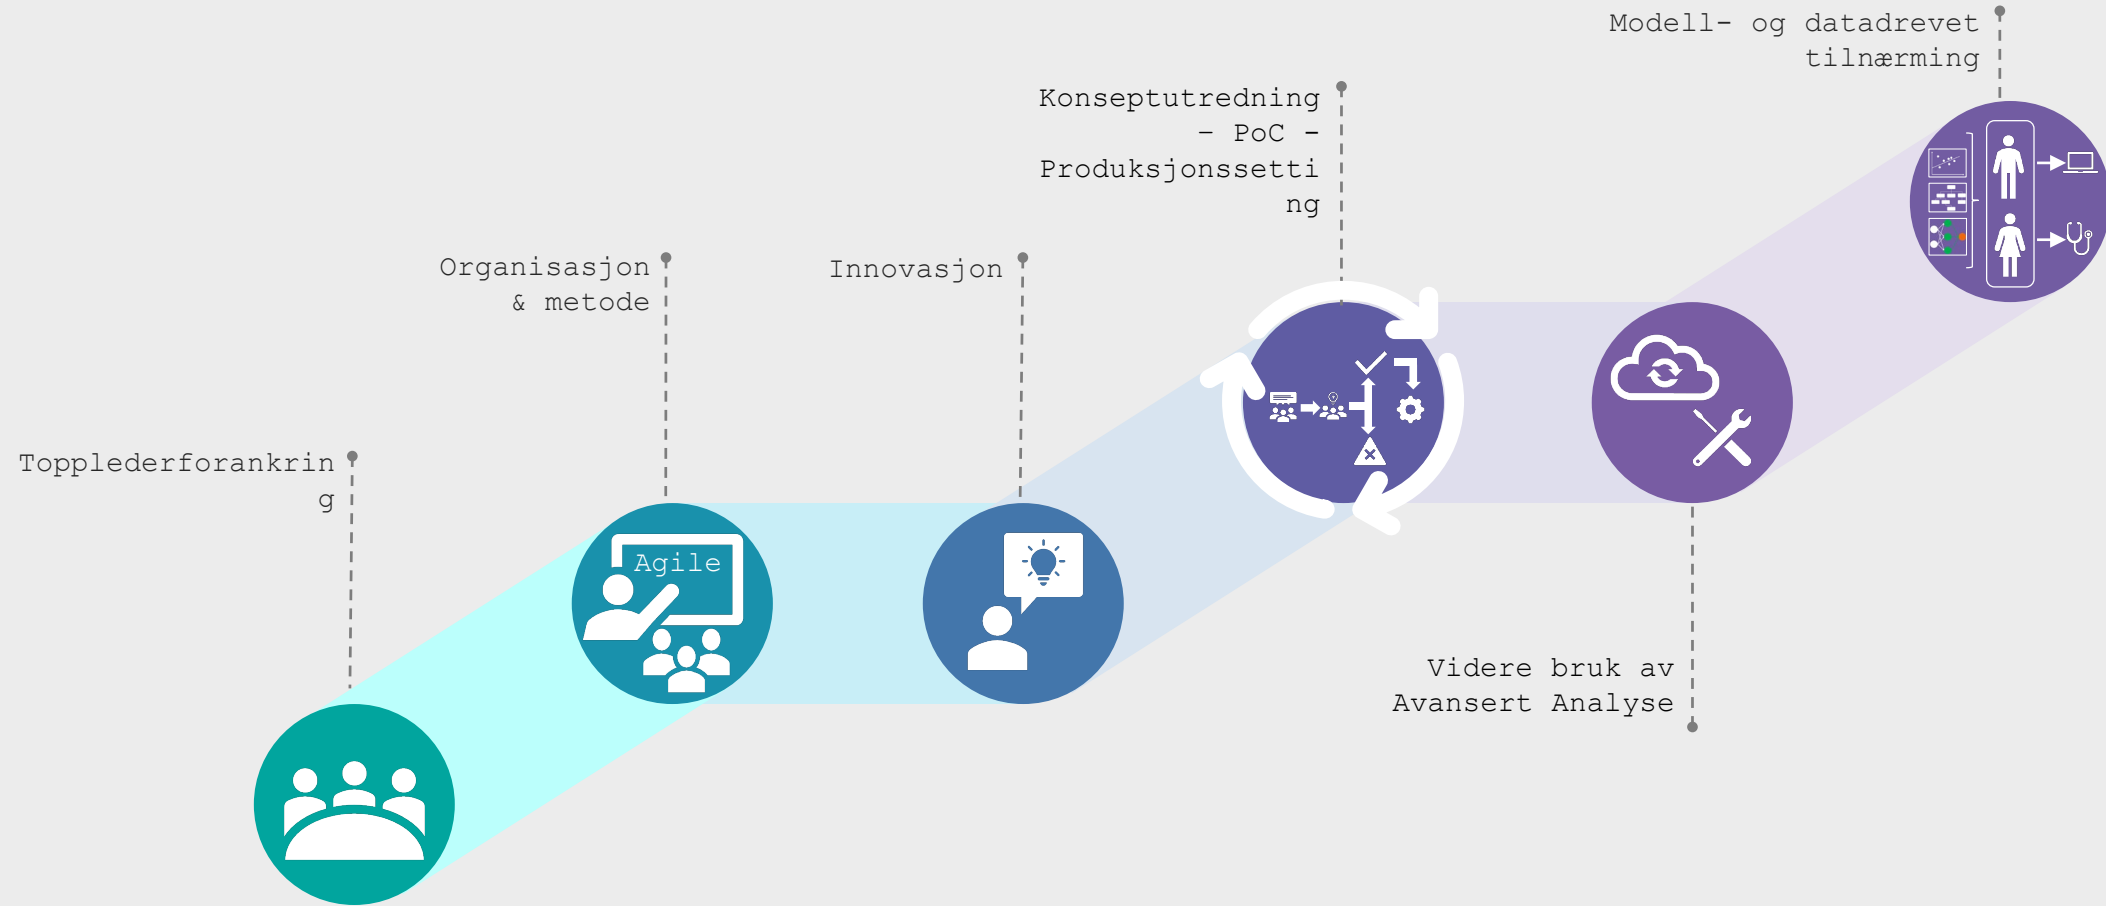 Topplederforankrin
g
Organisasjon
& metode
Agile
Innovasjon
Konseptutredning
– PoC -
Produksjonssetti
ng
Videre bruk av
Avansert Analyse
Modell- og datadrevet
tilnærming